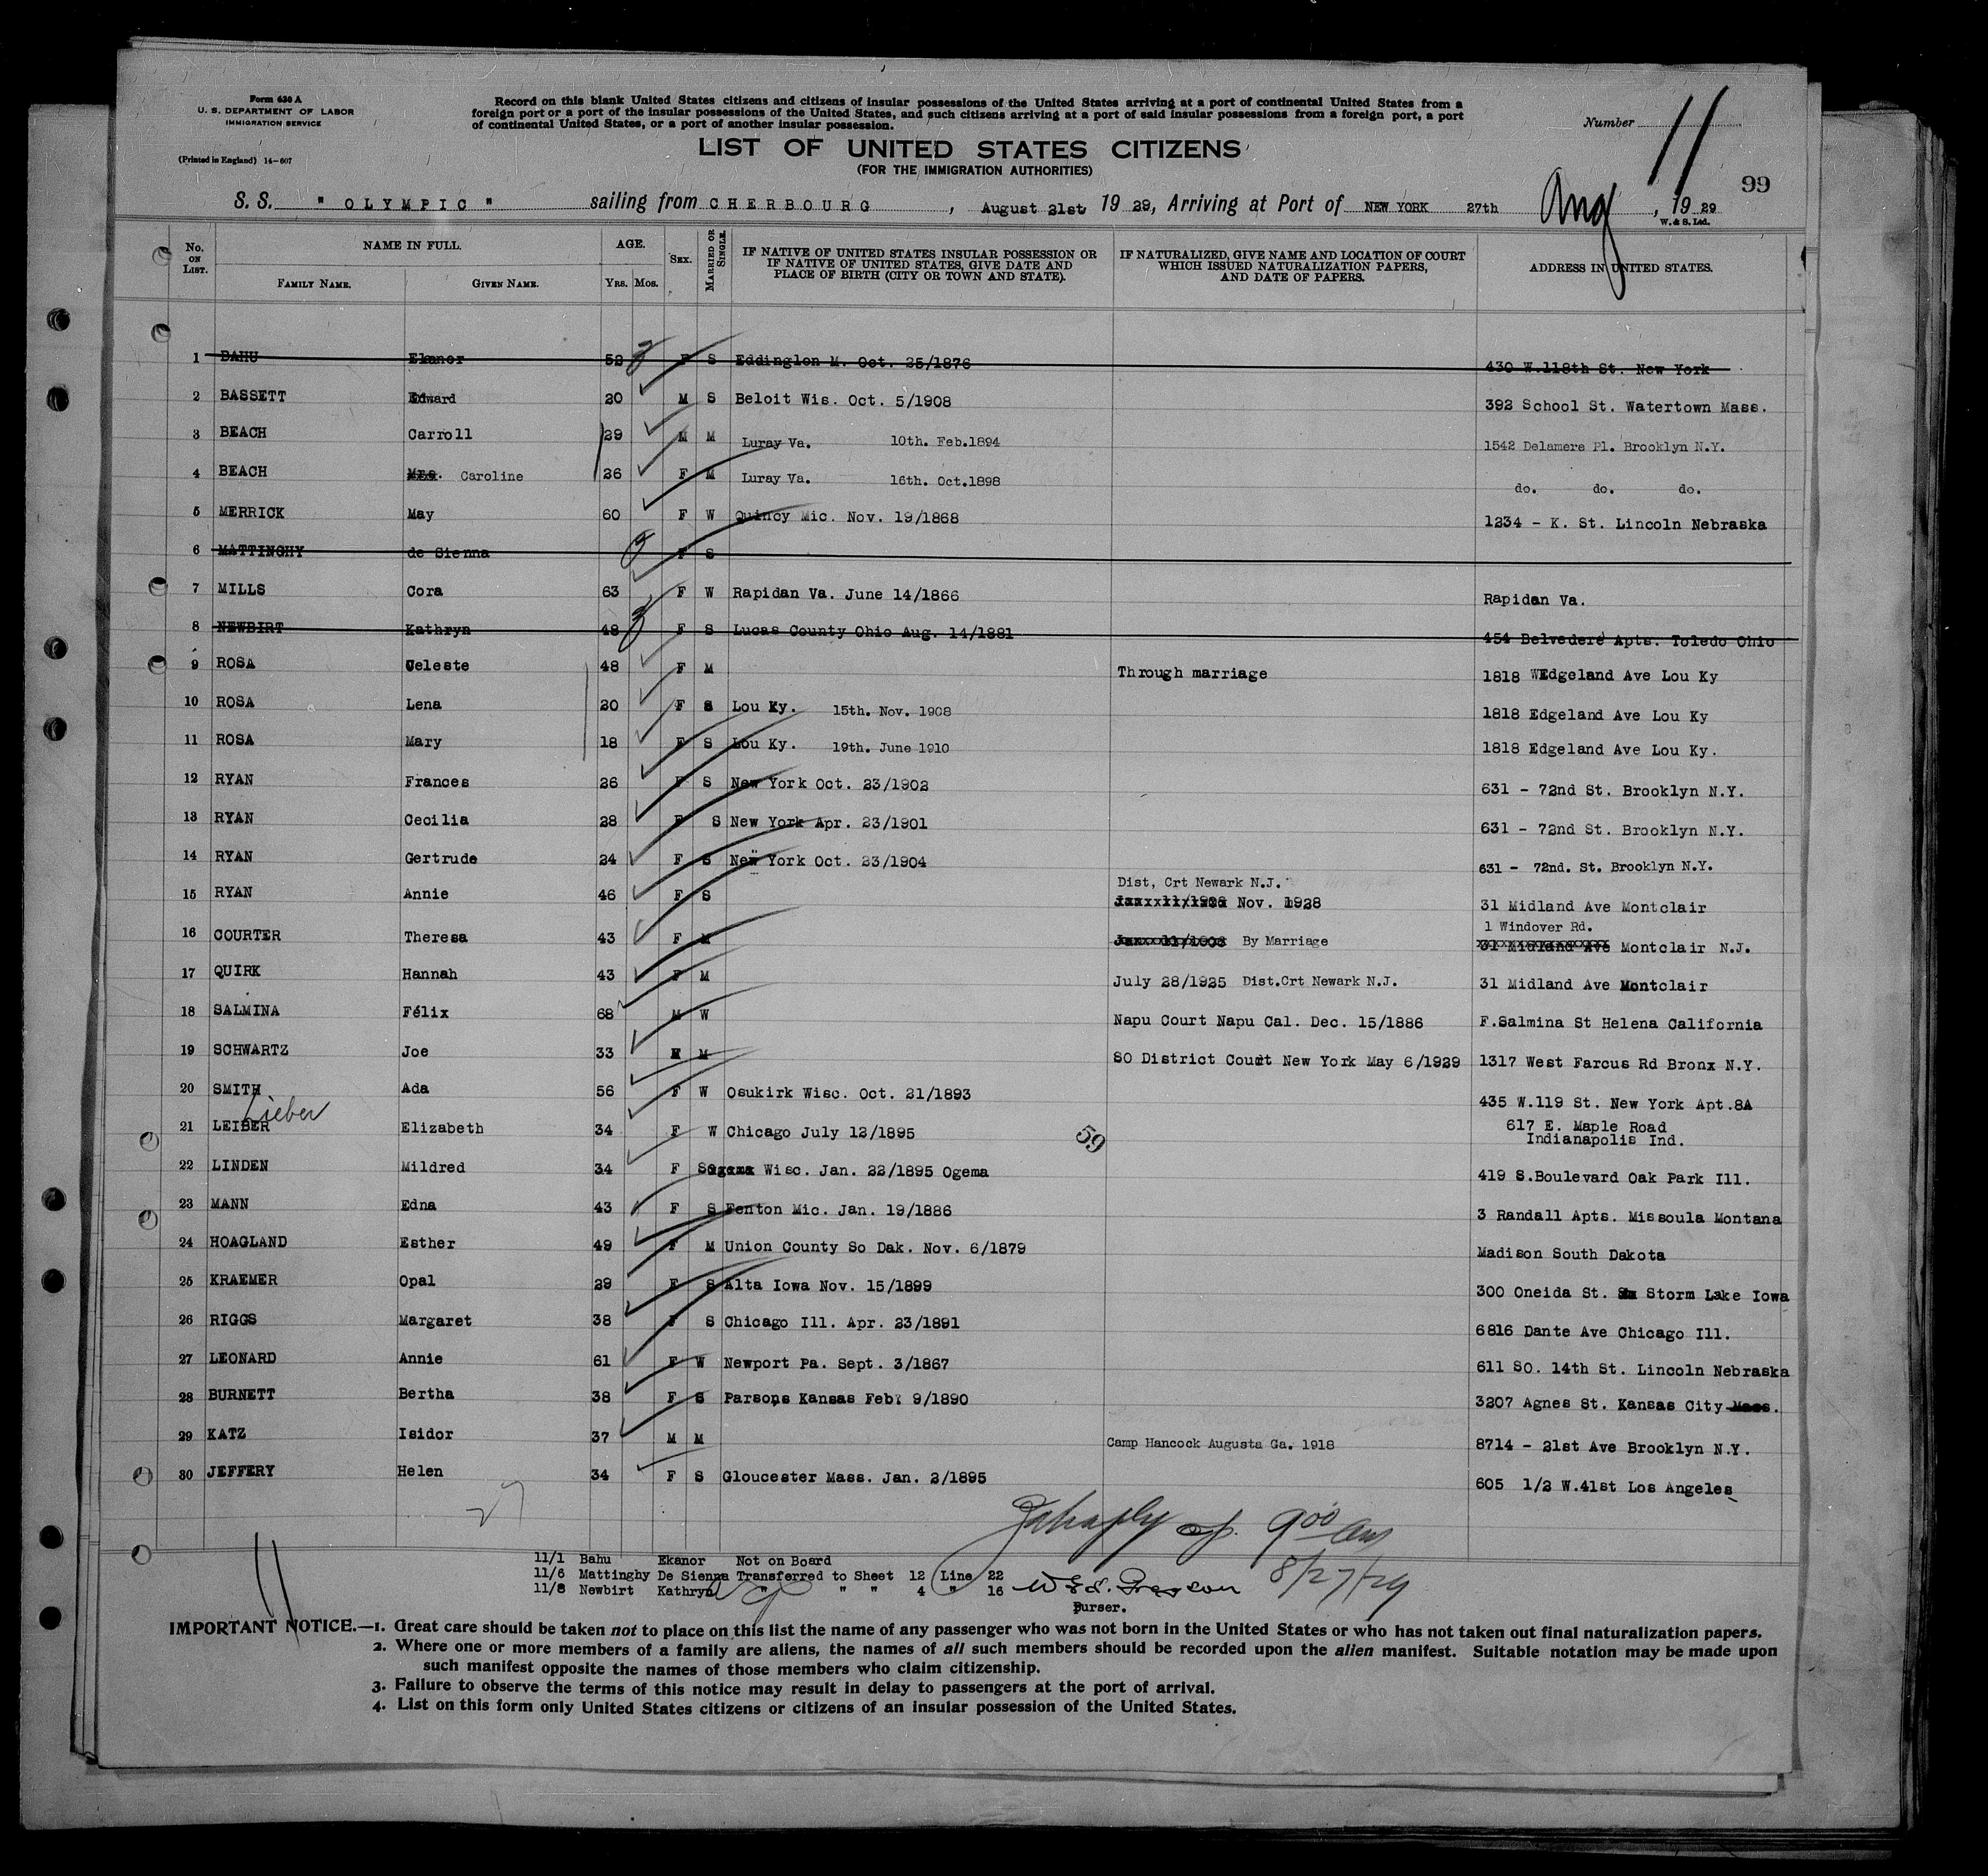 Form 630 A
U. S. DEPARTMENT OF LABOR
IMMIGRATION SERVICE
(Printed in England) 14-607
Record on this blank United States citizens and citizens of insular possessions of the United States arriving at a port of continental United States from a
foreign port or a port of the insular possessions of the United States, and such citizens arriving at a port of said insular possessions from a foreign port, a port
of continental United States, or a port of another insular possession.
Number 11
LIST OF UNITED STATES CITIZENS
(FOR THE IMMIGRATION AUTHORITIES)
99
S. S. " OLYMPIC " sailing from CHERBOURG, August 21st 19 29, Arriving at Port of NEW YORK 27th Aug, 19 29
W. & S. Ltd.
No. ON LIST. NAME IN FULL. AGE. SEX. MARRIED OR SINGLE. IF NATIVE OF UNITED STATES INSULAR POSSESSION OR IF NATIVE OF UNITED STATES, GIVE DATE AND PLACE OF BIRTH (CITY OR TOWN AND STATE). IF NATURALIZED, GIVE NAME AND LOCATION OF COURT WHICH ISSUED NATURALIZATION PAPERS, AND DATE OF PAPERS. ADDRESS IN UNITED STATES.
FAMILY NAME. GIVEN NAME. YRS. MOS.
1 BAHU Ekanor 52 F S Eddinglon M. Oct. 25/1876 430 W.118th St. New York
2 BASSETT Edward 20 M S Beloit Wis. Oct. 5/1908 392 School St. Watertown Mass.
3 BEACH Carroll 29 M M Luray Va. 10th. Feb.1894 1542 Delamere Pl. Brooklyn N.Y.
4 BEACH Mrs. Caroline 26 F M Luray Va. 16th. Oct.1898 do. do. do.
5 MERRICK May 60 F W Quincy Mic. Nov. 19/1868 1234 - K. St. Lincoln Nebraska
6 MATTINGHY de Sienna F S
7 MILLS Cora 63 F W Rapidan Va. June 14/1866 Rapidan Va.
8 NEWBIRT Kathryn 48 F S Lucas County Ohio Aug. 14/1881 454 Belvedere Apts. Toledo Ohio
9 ROSA Celeste 48 F M Through marriage 1818 WEdgeland Ave Lou Ky
10 ROSA Lena 20 F S Lou Ky. 15th. Nov. 1908 1818 Edgeland Ave Lou Ky
11 ROSA Mary 18 F S Lou Ky. 19th. June 1910 1818 Edgeland Ave Lou Ky.
12 RYAN Frances 26 F S New York Oct. 23/1902 631 - 72nd St. Brooklyn N.Y.
13 RYAN Cecilia 28 F S New York Apr. 23/1901 631 - 72nd St. Brooklyn N.Y.
14 RYAN Gertrude 24 F S New York Oct. 23/1904 631 - 72nd. St. Brooklyn N.Y.
Dist, Crt Newark N.J.
15 RYAN Annie 46 F S Nov. 1928 31 Midland Ave Montclair
1 Windover Rd.
16 COURTER Theresa 43 F M By Marriage 31 Midland Ave Montclair N.J.
17 QUIRK Hannah 43 F M July 28/1925 Dist.Crt Newark N.J. 31 Midland Ave Montclair
18 SALMINA Félix 68 M W Napu Court Napu Cal. Dec. 15/1886 F.Salmina St Helena California
19 SCHWARTZ Joe 33 M M SO District Coudt New York May 6/1929 1317 West Farcus Rd Bronx N.Y.
20 SMITH Ada 56 F W Osukirk Wisc. Oct. 21/1893 435 W.119 St. New York Apt.8A
Lieber
21 LEIBER Elizabeth 34 F W Chicago July 12/1895 59 617 E. Maple Road
Indianapolis Ind.
22 LINDEN Mildred 34 F S Wisc. Jan. 22/1895 Ogema 419 S.Boulevard Oak Park Ill.
23 MANN Edna 43 F S Fenton Mic. Jan. 19/1886 3 Randall Apts. Missoula Montana
24 HOAGLAND Esther 49 F M Union County So Dak. Nov. 6/1879 Madison South Dakota
25 KRAEMER Opal 29 F S Alta Iowa Nov. 15/1899 300 Oneida St. Storm Lake Iowa
26 RIGGS Margaret 38 F S Chicago Ill. Apr. 23/1891 6816 Dante Ave Chicago Ill.
27 LEONARD Annie 61 F W Newport Pa. Sept. 3/1867 611 SO. 14th St. Lincoln Nebraska
28 BURNETT Bertha 38 F S Parsons Kansas Feb. 9/1890 3207 Agnes St. Kansas City Mass.
29 KATZ Isidor 37 M M Camp Hancock Augusta Ga. 1918 8714 - 21st Ave Brooklyn N.Y.
30 JEFFERY Helen 34 F S Gloucester Mass. Jan. 2/1895 605 1/2 W.41st Los Angeles
27
9 00 am
8/27/29
11
11/1 Bahu Ekanor Not on Board
11/6 Mattinghy De Sienna Transferred to Sheet 12 Line 22
11/8 Newbirt Kathryn " " " 4 " 16
Purser.
IMPORTANT NOTICE.—1. Great care should be taken not to place on this list the name of any passenger who was not born in the United States or who has not taken out final naturalization papers.
2. Where one or more members of a family are aliens, the names of all such members should be recorded upon the alien manifest. Suitable notation may be made upon
such manifest opposite the names of those members who claim citizenship.
3. Failure to observe the terms of this notice may result in delay to passengers at the port of arrival.
4. List on this form only United States citizens or citizens of an insular possession of the United States.